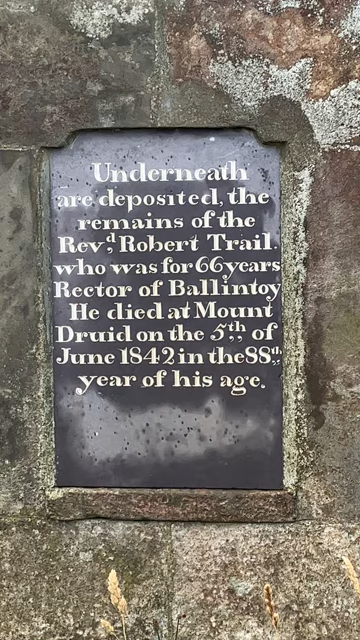 Underneath
are deposited, the
remains of the
Rev.d Robert Trail.
who was for 66 years
Rector of Ballintoy
He died at Mount
Druid on the 5th of
June 1842 in the 88th
year of his age.